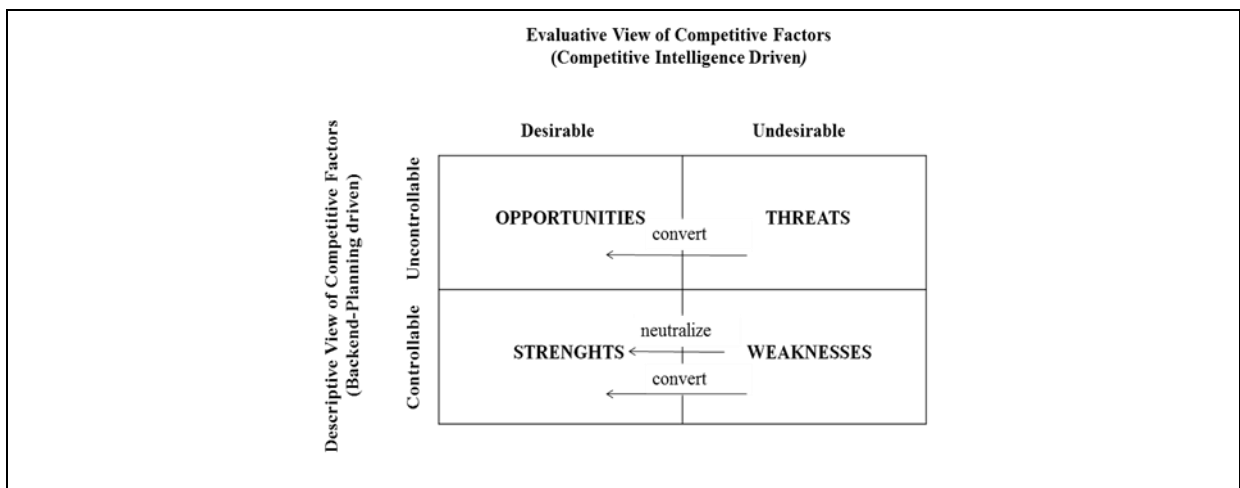 Evaluative View of Competitive Factors
(Competitive Intelligence Driven)
Desirable Undesirable
Descriptive View of Competitive Factors
(Backend-Planning driven)
Uncontrollable
OPPORTUNITIES THREATS
convert
Controllable
neutralize
STRENGHTS WEAKNESSES
convert